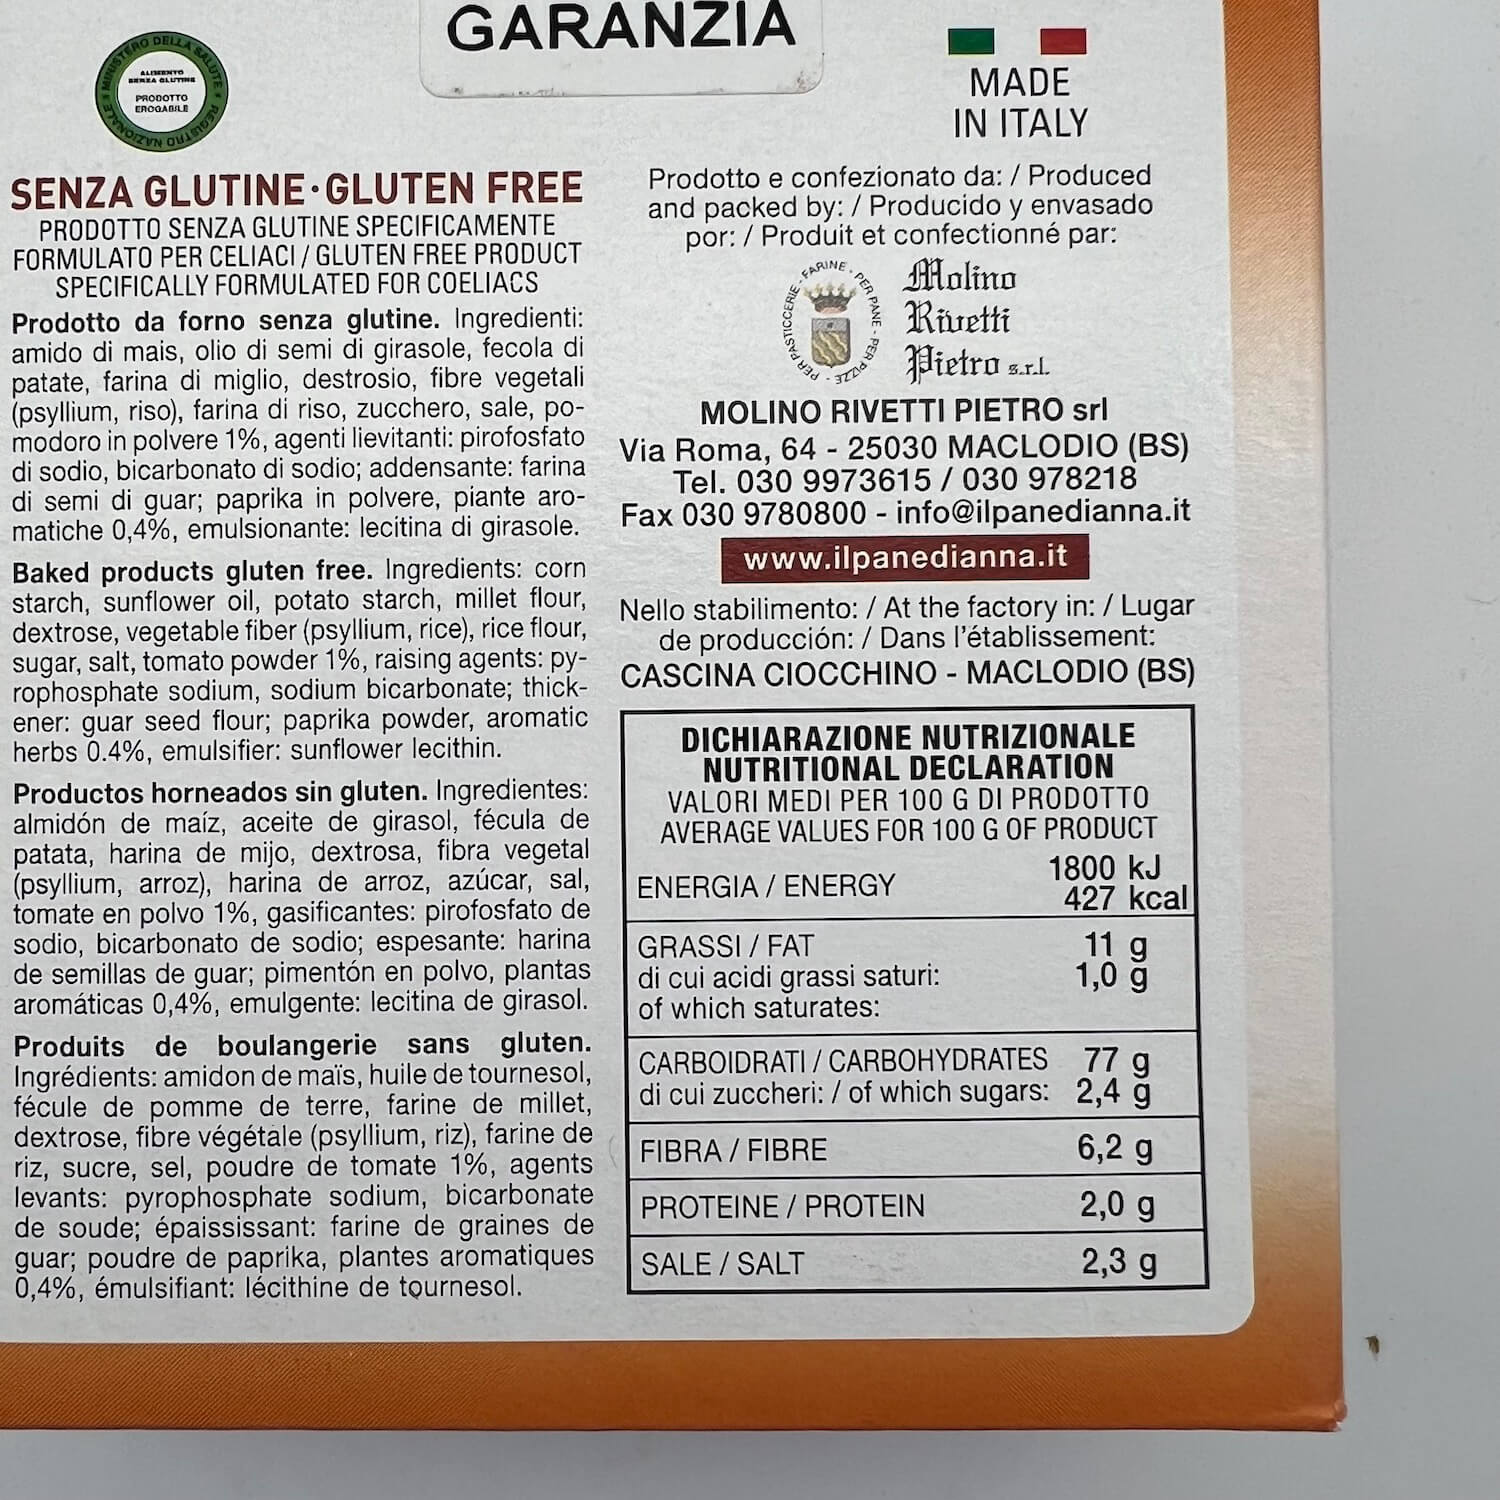 GARANZIA
MINISTERO DELLA SALUTE * REGISTRO NAZIONALE *
ALIMENTO
SENZA GLUTINE
PRODOTTO
EROGABILE
SENZA GLUTINE · GLUTEN FREE
PRODOTTO SENZA GLUTINE SPECIFICAMENTE
FORMULATO PER CELIACI / GLUTEN FREE PRODUCT
SPECIFICALLY FORMULATED FOR COELIACS
Prodotto da forno senza glutine. Ingredienti:
amido di mais, olio di semi di girasole, fecola di
patate, farina di miglio, destrosio, fibre vegetali
(psyllium, riso), farina di riso, zucchero, sale, po-
modoro in polvere 1%, agenti lievitanti: pirofosfato
di sodio, bicarbonato di sodio; addensante: farina
di semi di guar; paprika in polvere, piante aro-
matiche 0,4%, emulsionante: lecitina di girasole.
Baked products gluten free. Ingredients: corn
starch, sunflower oil, potato starch, millet flour,
dextrose, vegetable fiber (psyllium, rice), rice flour,
sugar, salt, tomato powder 1%, raising agents: py-
rophosphate sodium, sodium bicarbonate; thick-
ener: guar seed flour; paprika powder, aromatic
herbs 0.4%, emulsifier: sunflower lecithin.
Productos horneados sin gluten. Ingredientes:
almidón de maíz, aceite de girasol, fécula de
patata, harina de mijo, dextrosa, fibra vegetal
(psyllium, arroz), harina de arroz, azúcar, sal,
tomate en polvo 1%, gasificantes: pirofosfato de
sodio, bicarbonato de sodio; espesante: harina
de semillas de guar; pimentón en polvo, plantas
aromáticas 0,4%, emulgente: lecitina de girasol.
Produits de boulangerie sans gluten.
Ingrédients: amidon de maïs, huile de tournesol,
fécule de pomme de terre, farine de millet,
dextrose, fibre végétale (psyllium, riz), farine de
riz, sucre, sel, poudre de tomate 1%, agents
levants: pyrophosphate sodium, bicarbonate
de soude; épaississant: farine de graines de
guar; poudre de paprika, plantes aromatiques
0,4%, émulsifiant: lécithine de tournesol.
MADE
IN ITALY
Prodotto e confezionato da: / Produced
and packed by: / Producido y envasado
por: / Produit et confectionné par:
FARINE - PER PANE - PER PIZZE - PER PASTICCERIE -
Molino
Rivetti
Pietro s.r.l.
MOLINO RIVETTI PIETRO srl
Via Roma, 64 - 25030 MACLODIO (BS)
Tel. 030 9973615 / 030 978218
Fax 030 9780800 - info@ilpanedianna.it
www.ilpanedianna.it
Nello stabilimento: / At the factory in: / Lugar
de producción: / Dans l'établissement:
CASCINA CIOCCHINO - MACLODIO (BS)
DICHIARAZIONE NUTRIZIONALE
NUTRITIONAL DECLARATION
VALORI MEDI PER 100 G DI PRODOTTO
AVERAGE VALUES FOR 100 G OF PRODUCT
ENERGIA / ENERGY 1800 kJ
427 kcal
GRASSI / FAT 11 g
di cui acidi grassi saturi: 1,0 g
of which saturates:
CARBOIDRATI / CARBOHYDRATES 77 g
di cui zuccheri: / of which sugars: 2,4 g
FIBRA / FIBRE 6,2 g
PROTEINE / PROTEIN 2,0 g
SALE / SALT 2,3 g